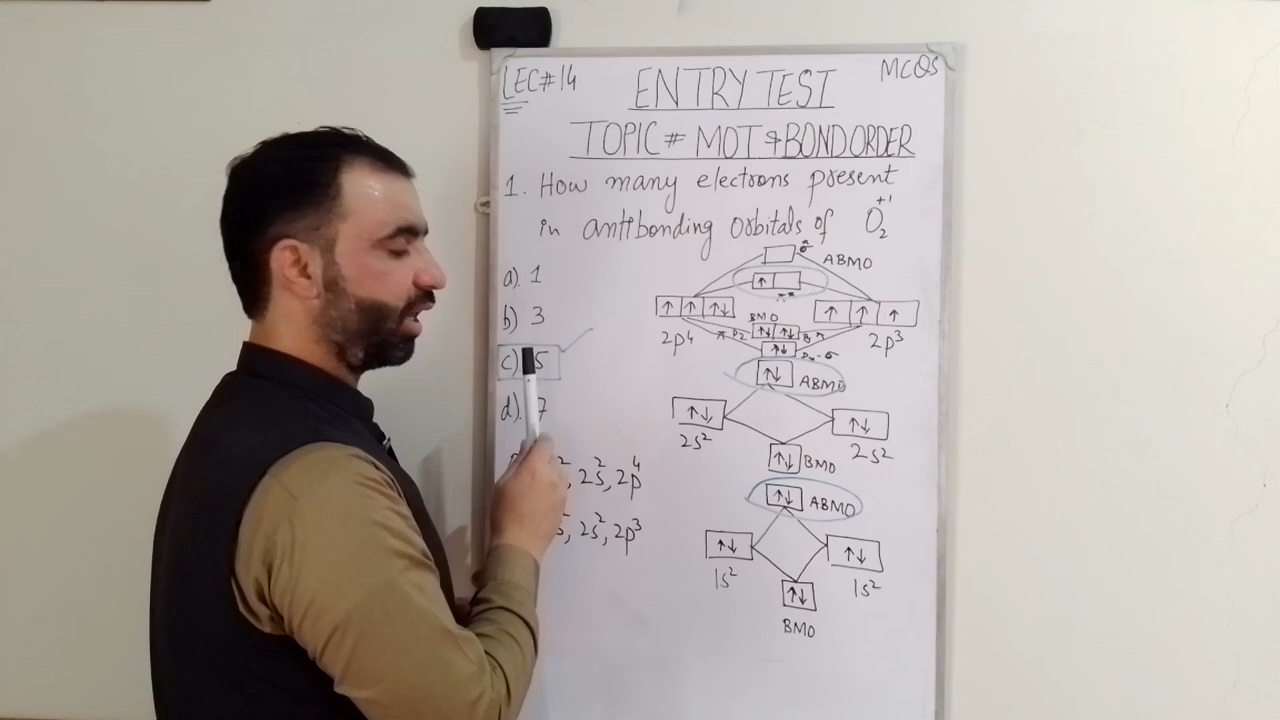 LEC#14
ENTRY TEST
MCQS
TOPIC # MOT & BOND ORDER
1. How many electrons present
in antibonding orbitals of O₂⁺¹
a). 1
b) 3
c). 5
d). 7
σ*
ABMO
π*
2p⁴
BMO
2p³
ABMO
2s²
2s²
BMO
ABMO
1s²
1s²
BMO
², 2s², 2p⁴
s², 2s², 2p³